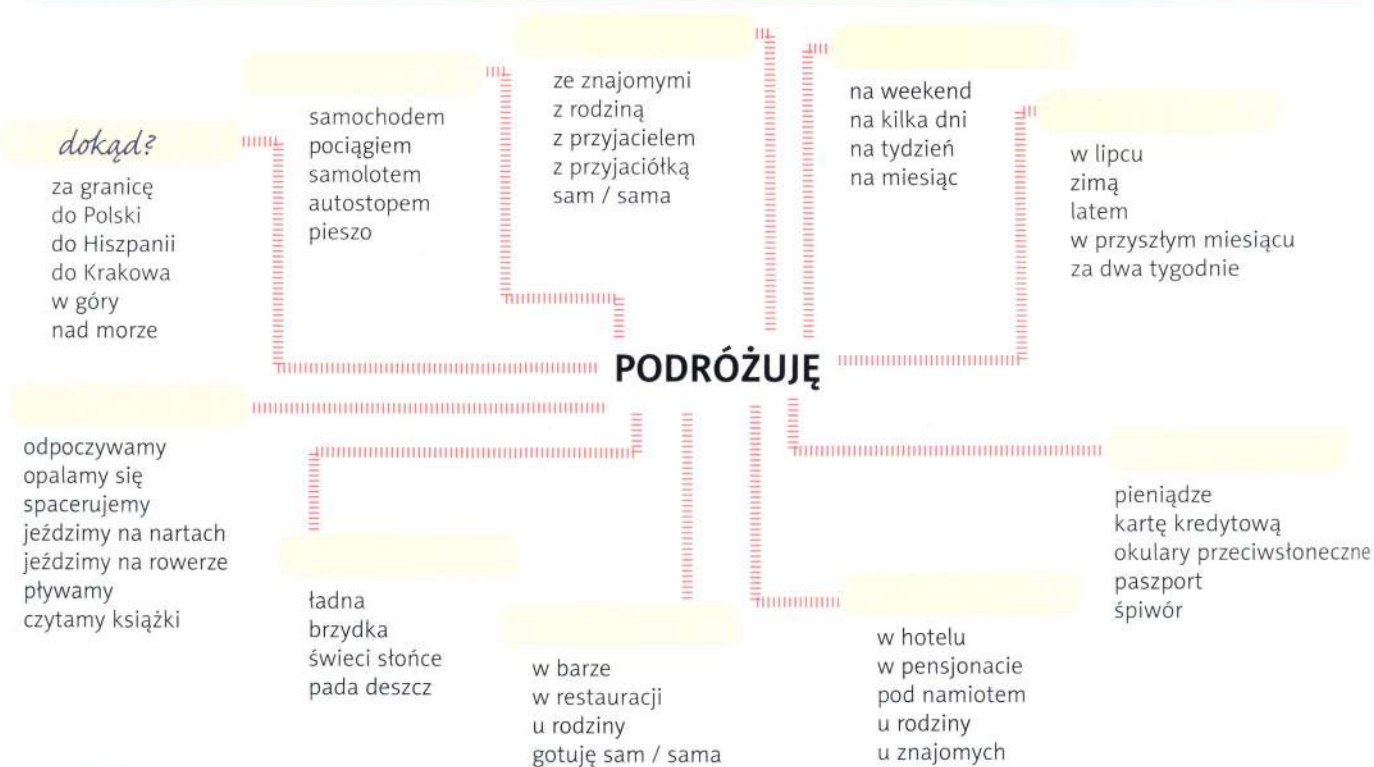 dokąd?
za granicę
do Polski
do Hiszpanii
do Krakowa
w góry
nad morze
samochodem
pociągiem
samolotem
autostopem
pieszo
ze znajomymi
z rodziną
z przyjacielem
z przyjaciółką
sam / sama
na weekend
na kilka dni
na tydzień
na miesiąc
w lipcu
zimą
latem
w przyszłym miesiącu
za dwa tygodnie
PODRÓŻUJĘ
odpoczywamy
opalamy się
spacerujemy
jeździmy na nartach
jeździmy na rowerze
pływamy
czytamy książki
ładna
brzydka
świeci słońce
pada deszcz
w barze
w restauracji
u rodziny
gotuję sam / sama
w hotelu
w pensjonacie
pod namiotem
u rodziny
u znajomych
pieniądze
kartę kredytową
okulary przeciwsłoneczne
paszport
śpiwór